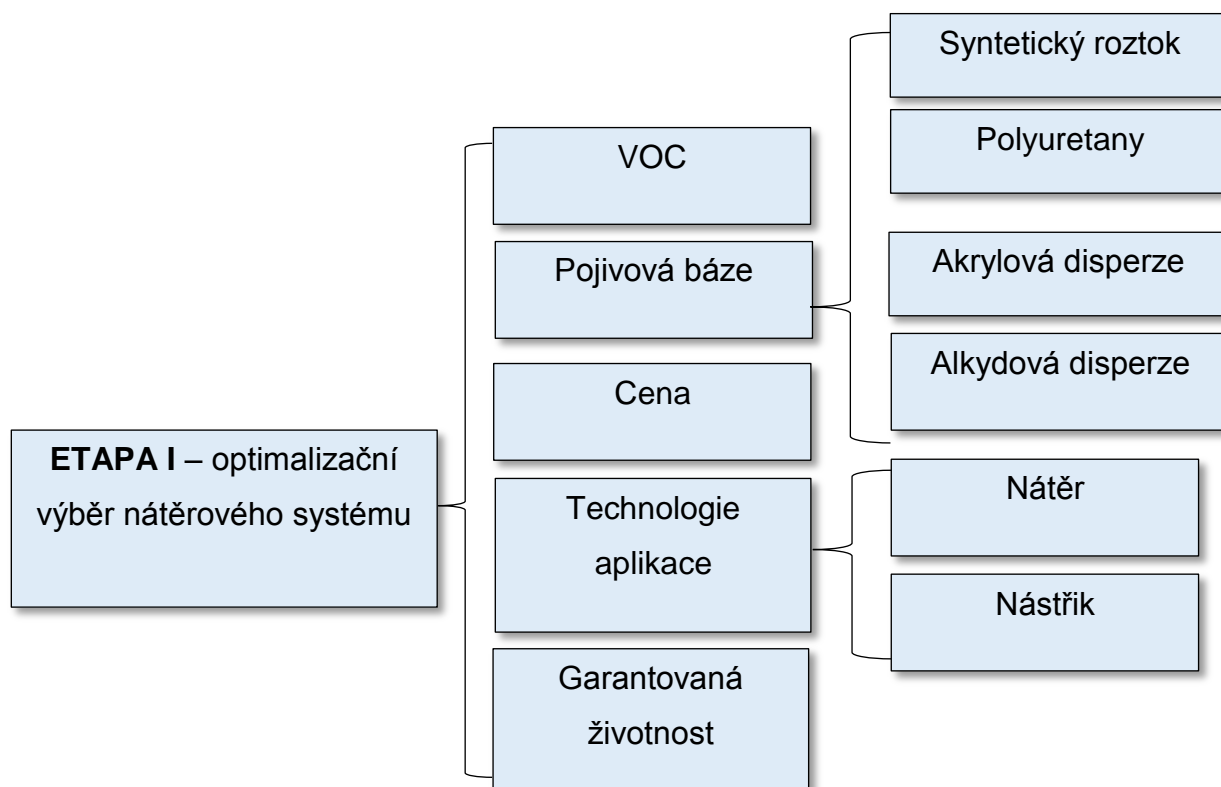 ETAPA I – optimalizační
výběr nátěrového systému
VOC
Pojivová báze
Cena
Technologie
aplikace
Garantovaná
životnost
Syntetický roztok
Polyuretany
Akrylová disperze
Alkydová disperze
Nátěr
Nástřik